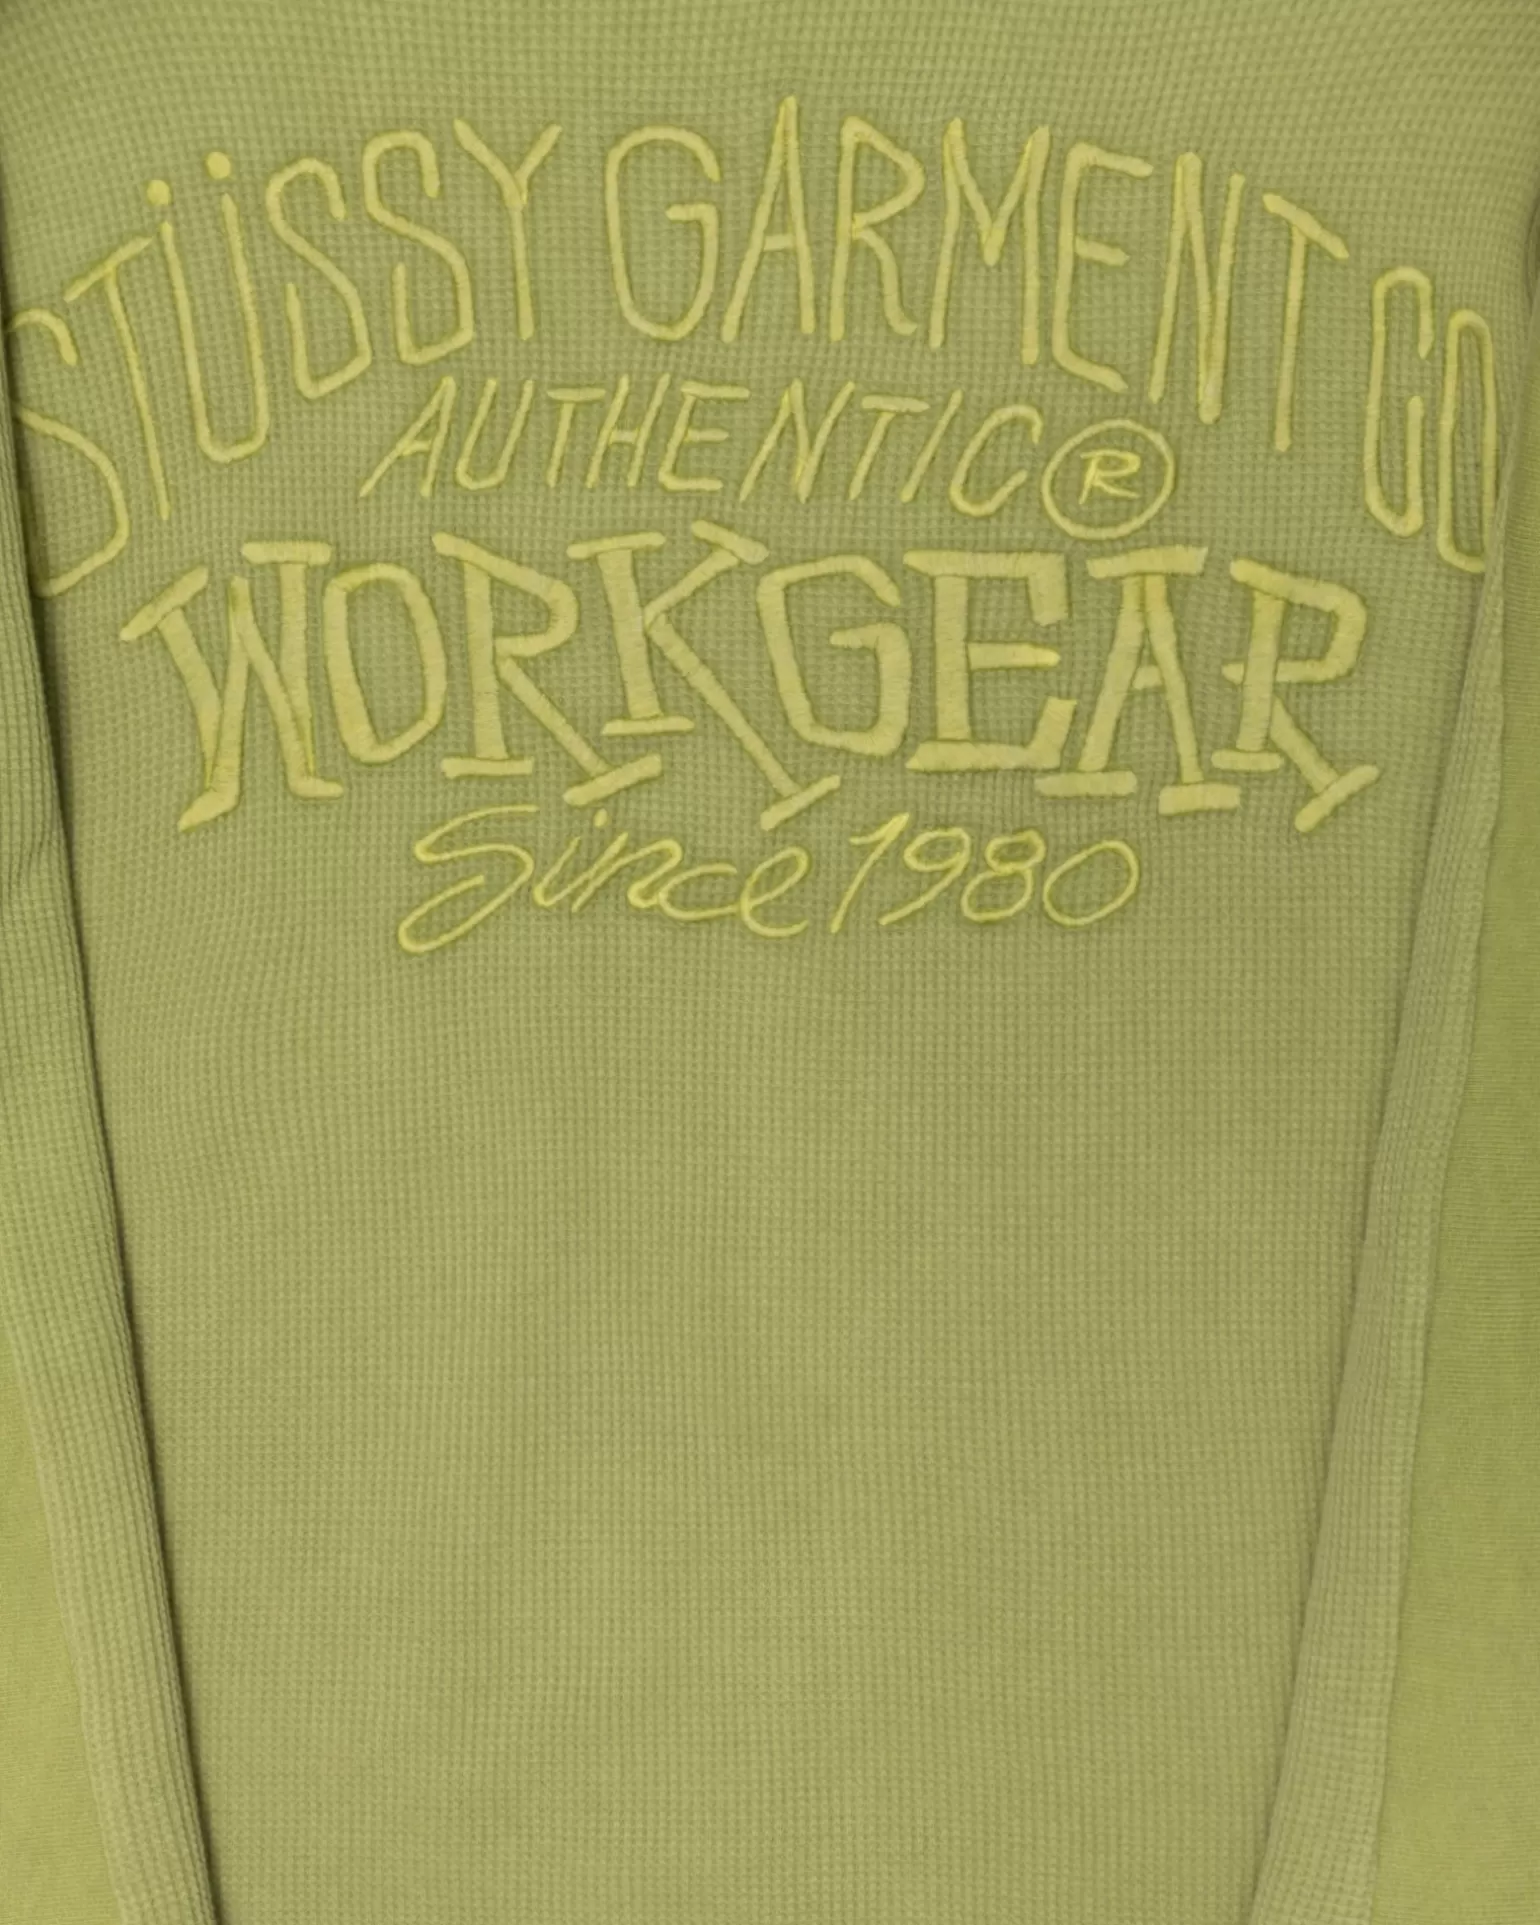 STÜSSY GARMENT CO
AUTHENTIC®
WORKGEAR
Since 1980